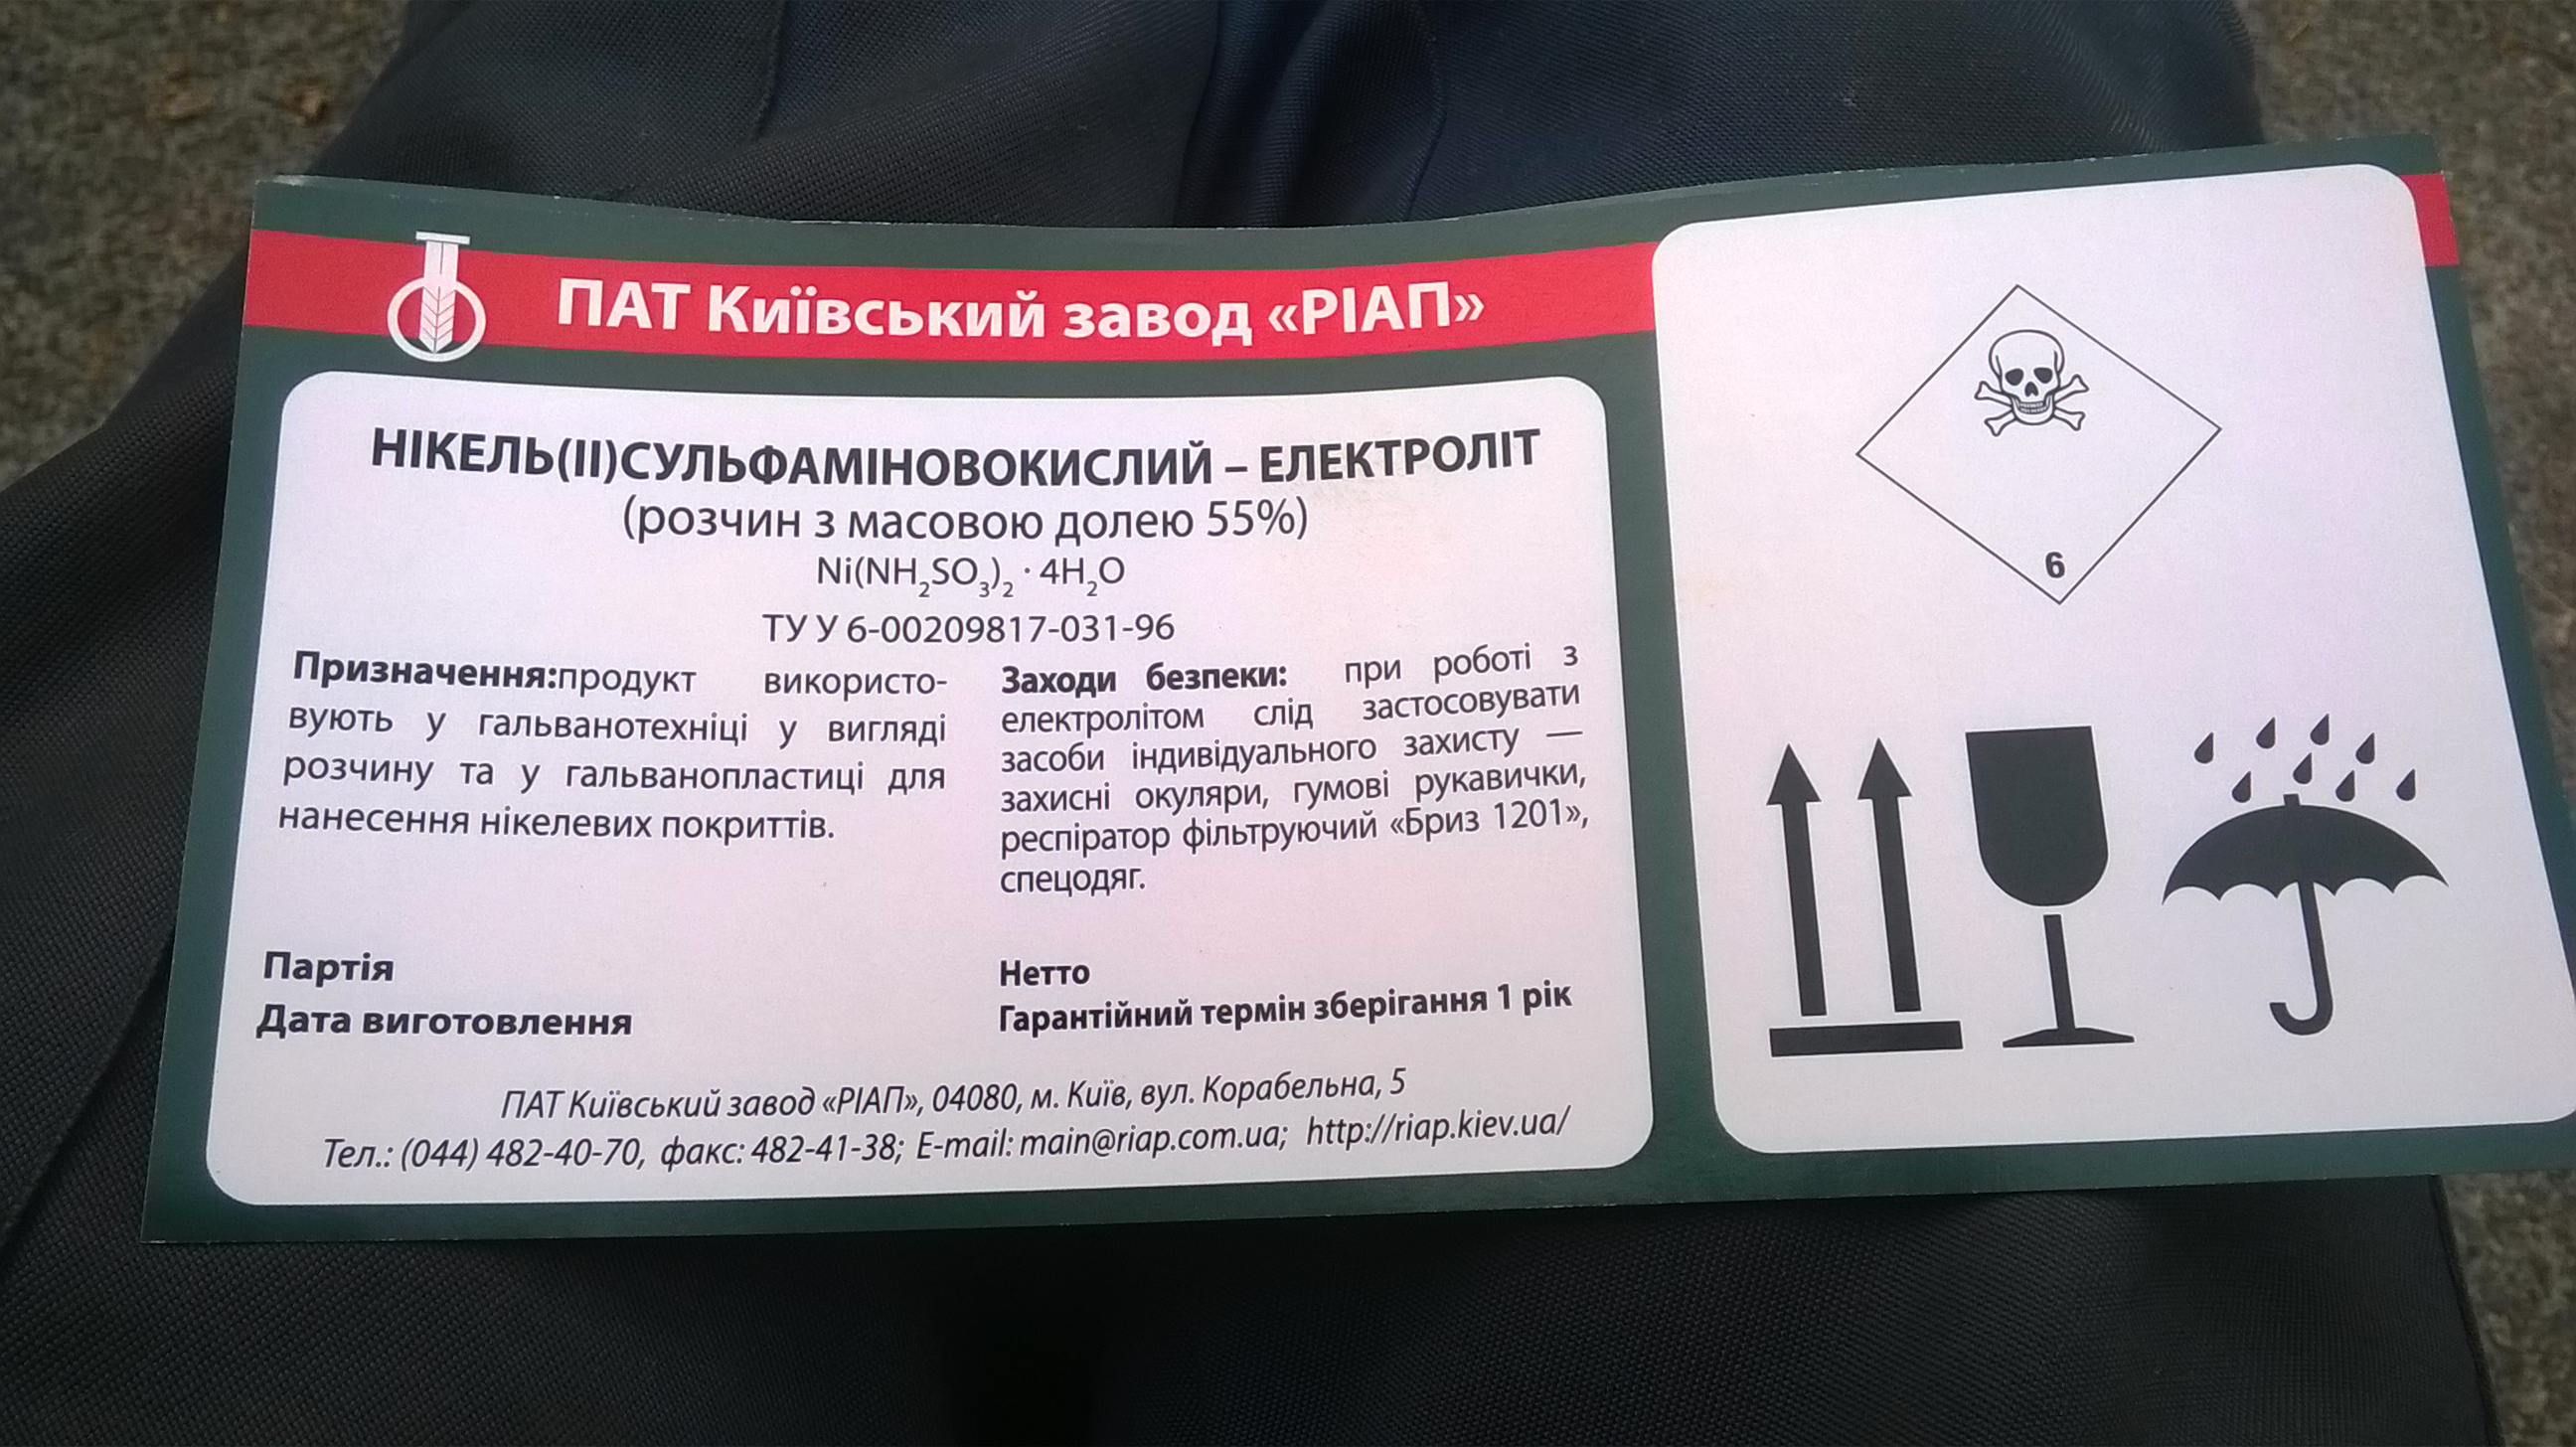 ПАТ Київський завод «РІАП»
НІКЕЛЬ(II)СУЛЬФАМІНОВОКИСЛИЙ – ЕЛЕКТРОЛІТ
(розчин з масовою долею 55%)
Ni(NH₂SO₃)₂ · 4H₂O
ТУ У 6-00209817-031-96
Призначення:продукт використо-
вують у гальванотехніці у вигляді
розчину та у гальванопластиці для
нанесення нікелевих покриттів.
Заходи безпеки: при роботі з
електролітом слід застосовувати
засоби індивідуального захисту —
захисні окуляри, гумові рукавички,
респіратор фільтруючий «Бриз 1201»,
спецодяг.
Партія
Дата виготовлення
Нетто
Гарантійний термін зберігання 1 рік
ПАТ Київський завод «РІАП», 04080, м. Київ, вул. Корабельна, 5
Тел.: (044) 482-40-70, факс: 482-41-38; E-mail: main@riap.com.ua; http://riap.kiev.ua/
6